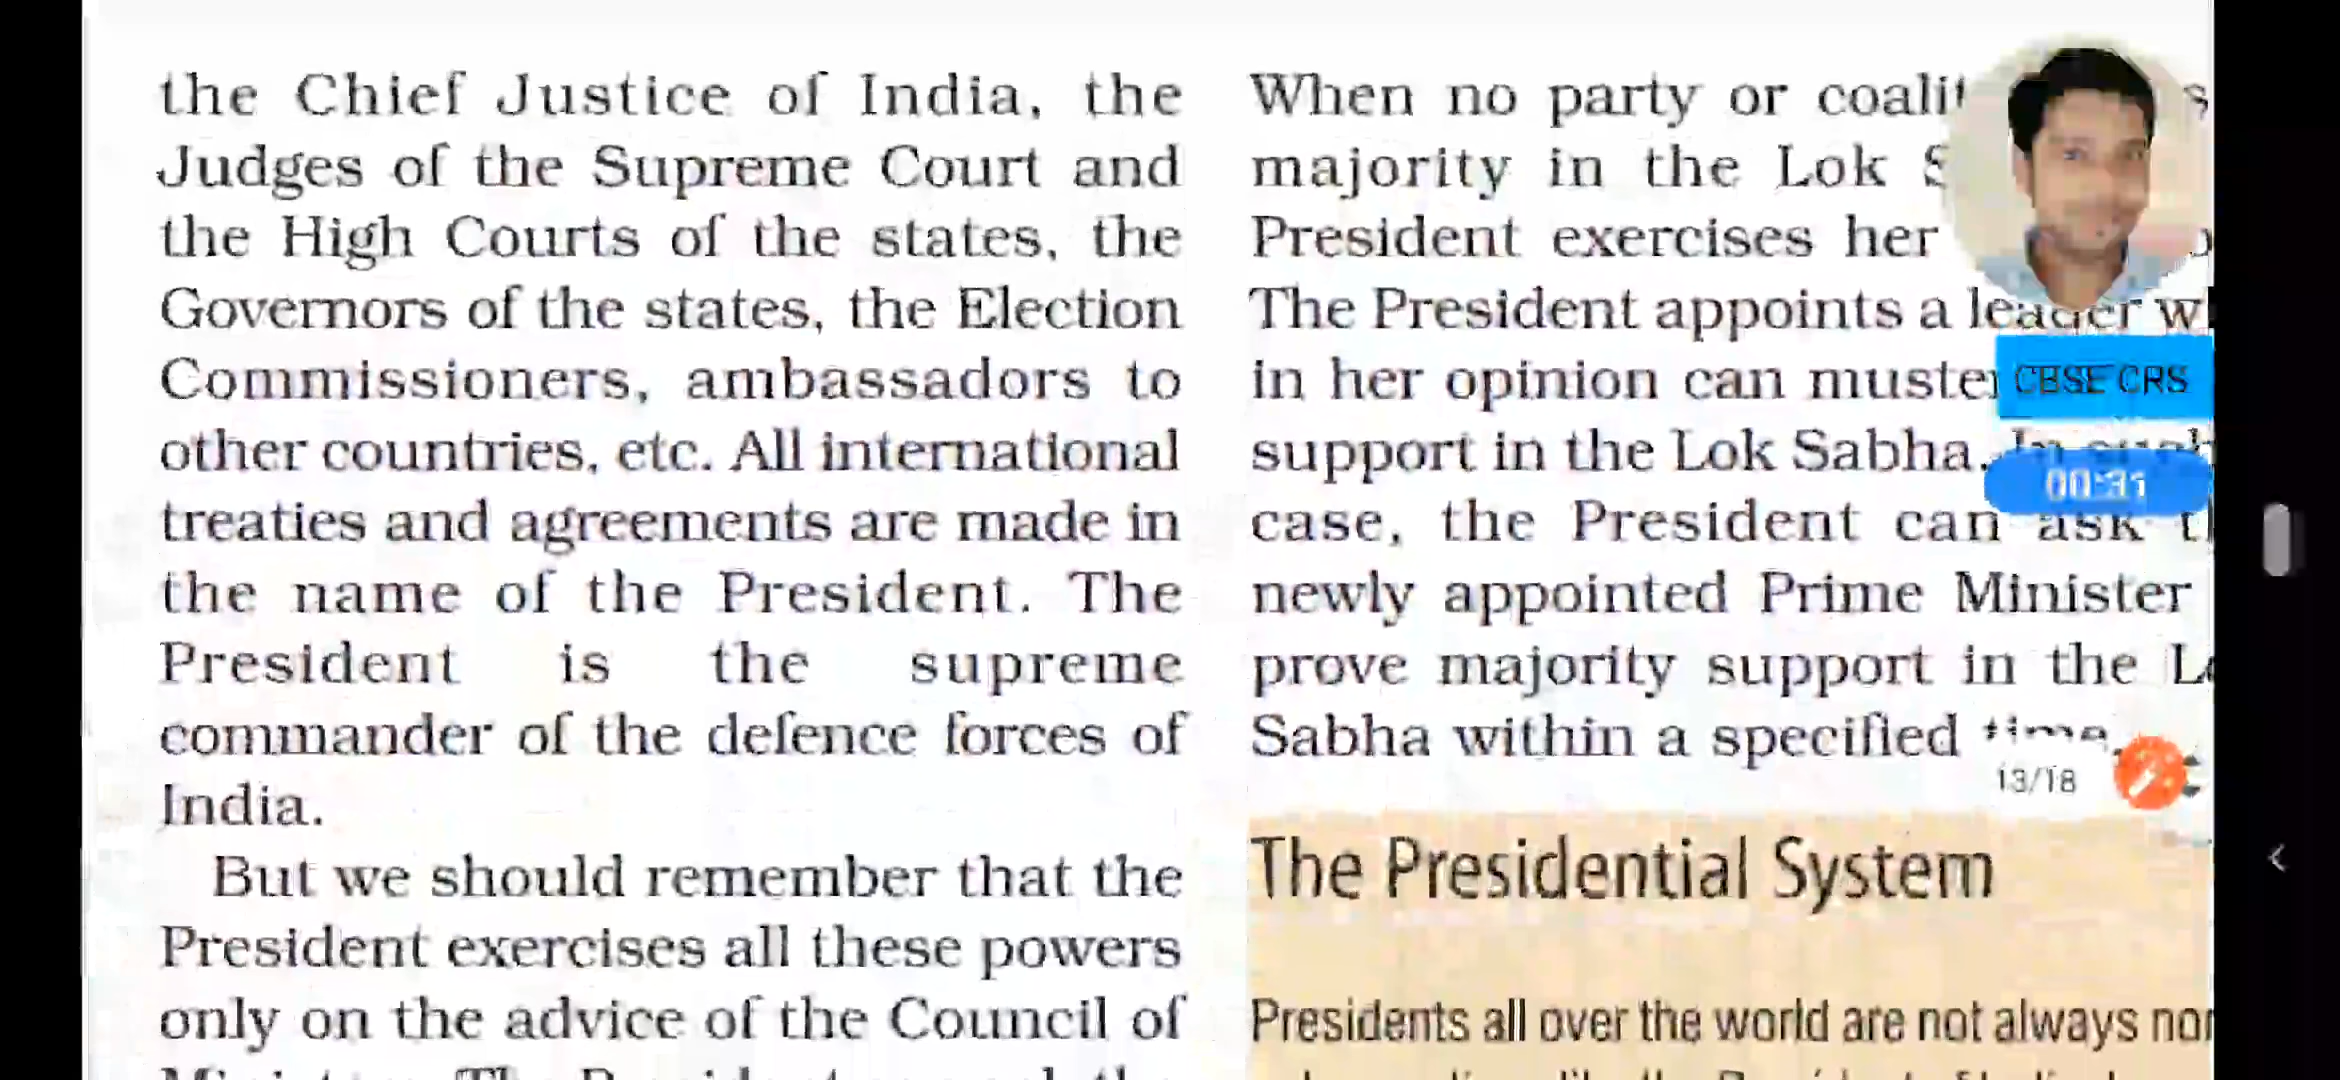 the Chief Justice of India, the
Judges of the Supreme Court and
the High Courts of the states, the
Governors of the states, the Election
Commissioners, ambassadors to
other countries, etc. All international
treaties and agreements are made in
the name of the President. The
President is the supreme
commander of the defence forces of
India.
But we should remember that the
President exercises all these powers
only on the advice of the Council of
When no party or
majority in the Lok
President exercises her
The President appoints a leader
in her opinion can muster
support in the Lok Sabha. In such
case, the President can ask
newly appointed Prime Minister
prove majority support in the
Sabha within a specified time.
The Presidential System
Presidents all over the world are not always
CBSE CRS
00:31
13/18